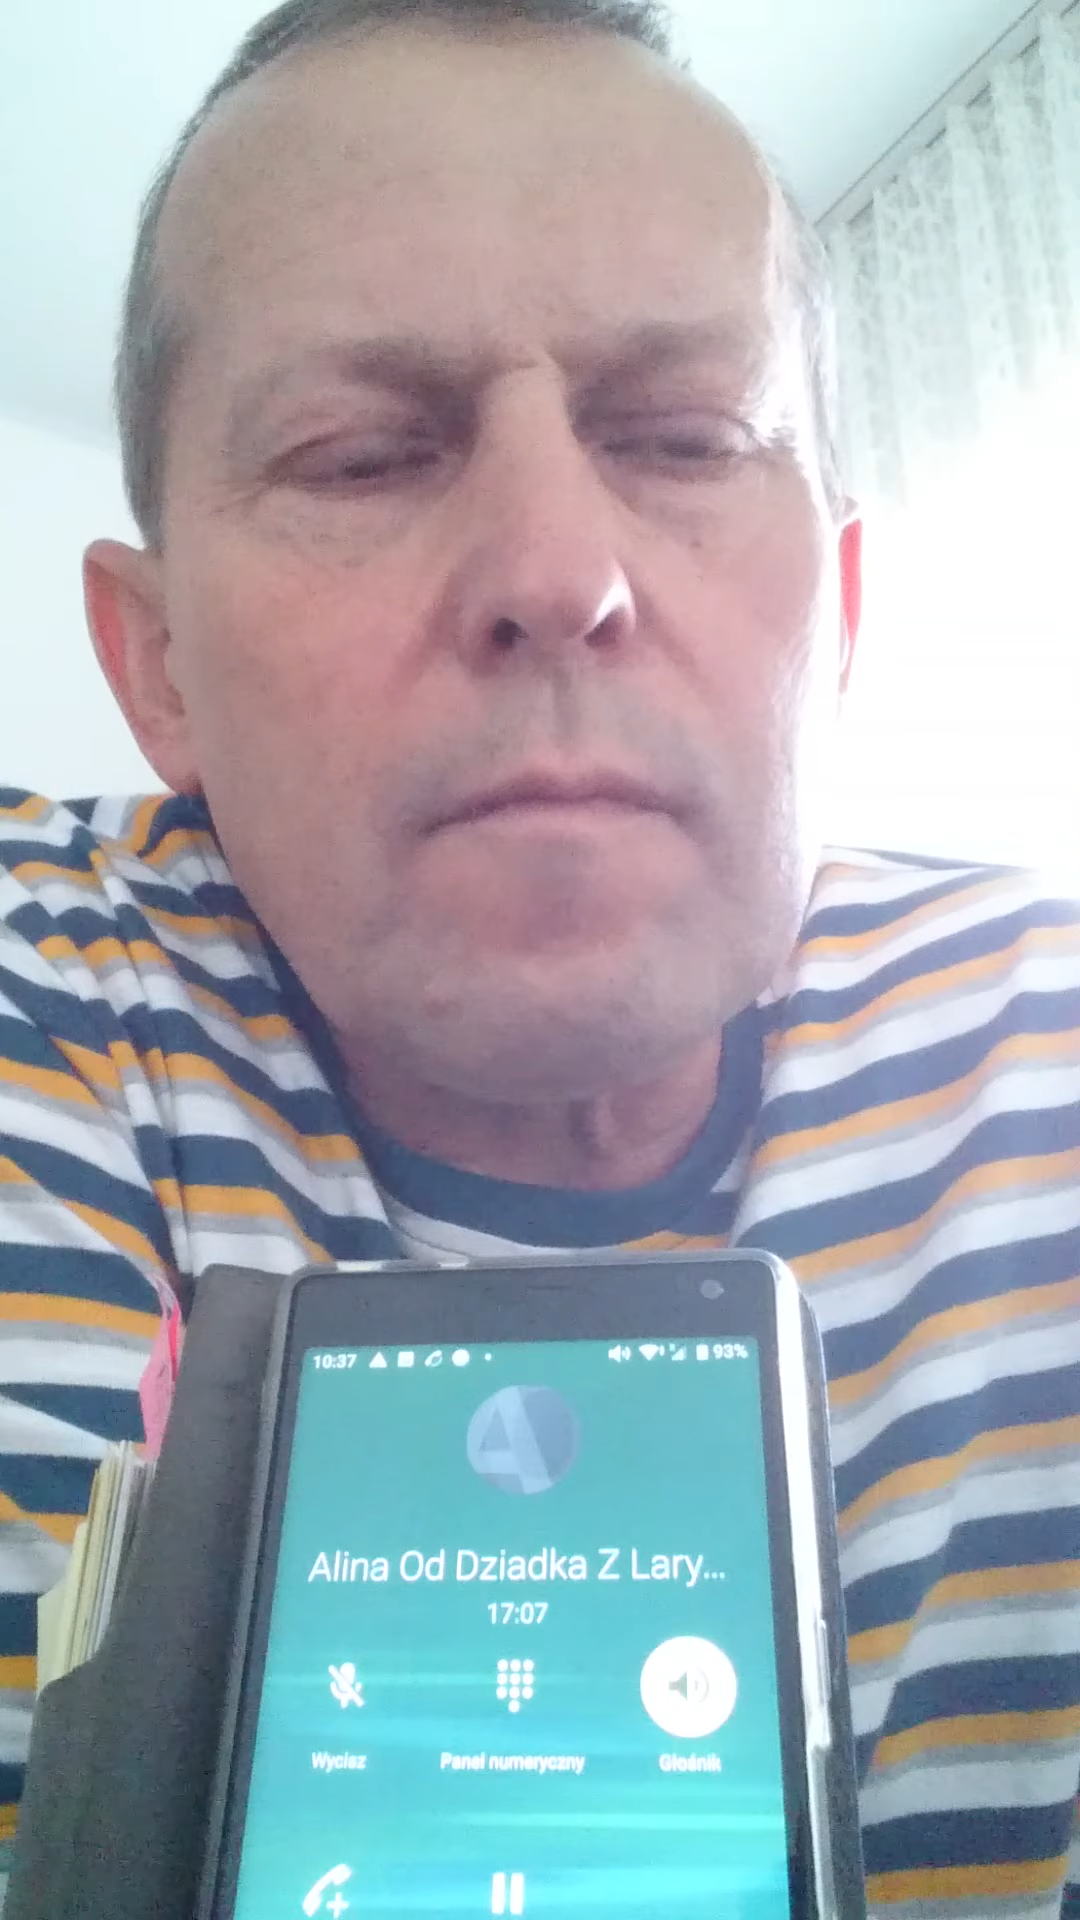 10:37 93%
A
Alina Od Dziadka Z Lary...
17:07
Wycisz Panel numeryczny Głośnik